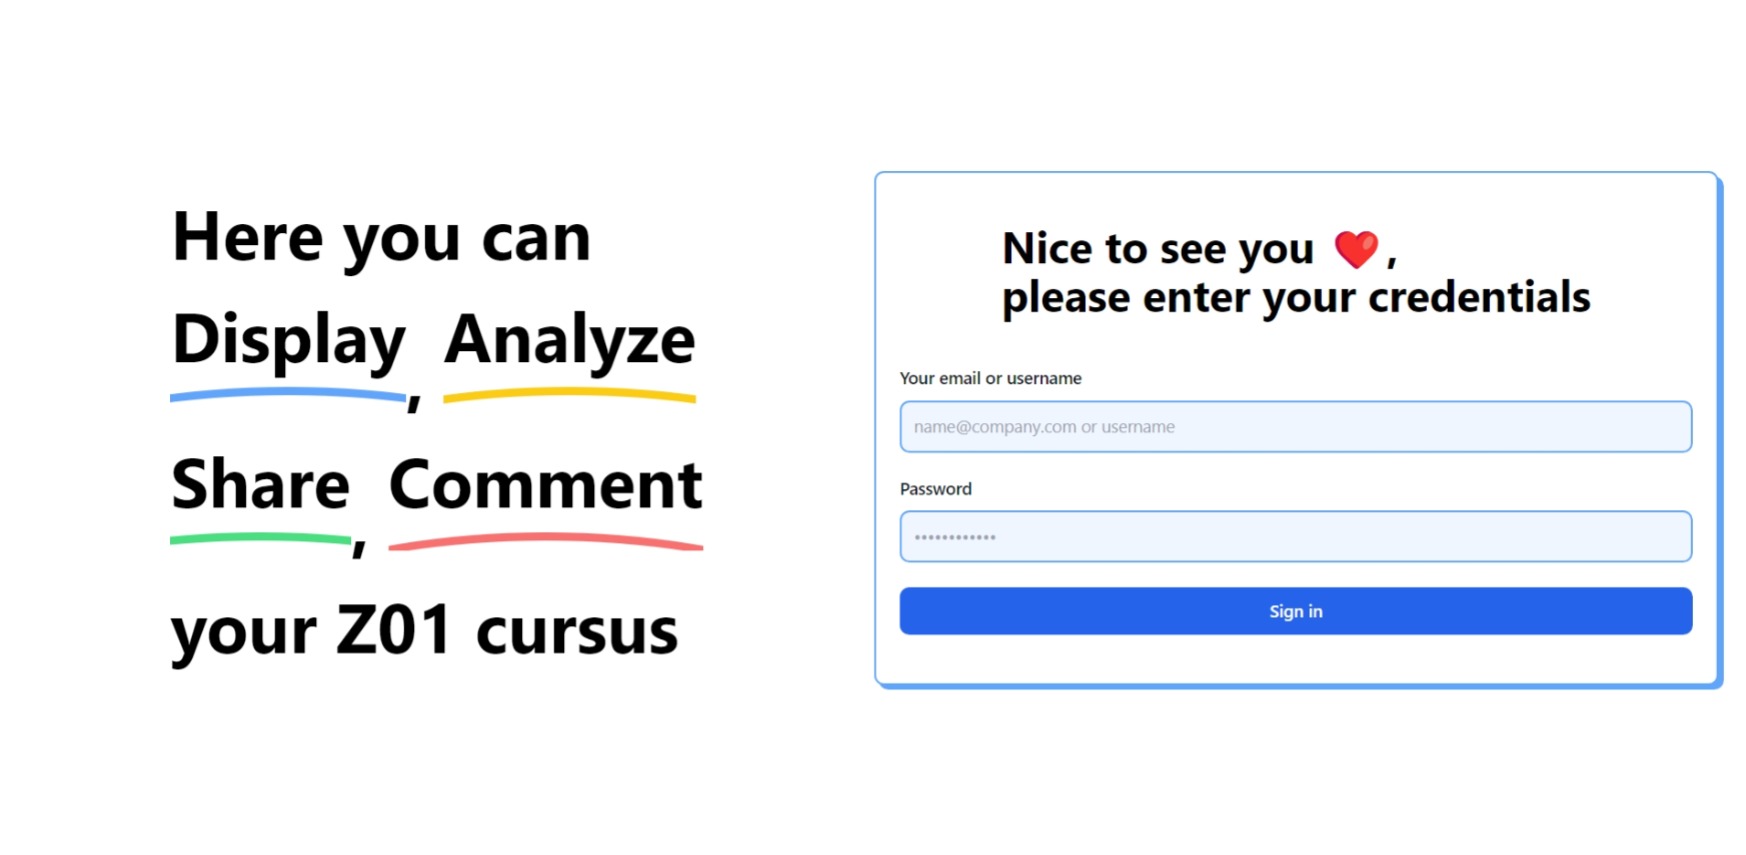 Here you can
Display, Analyze
Share, Comment
your Z01 cursus
Nice to see you ❤️,
please enter your credentials
Your email or username
name@company.com or username
Password
••••••••••••
Sign in